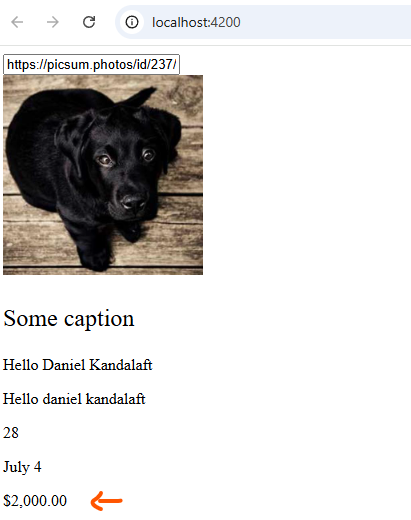 localhost:4200
https://picsum.photos/id/237/
Some caption
Hello Daniel Kandalaft
Hello daniel kandalaft
28
July 4
$2,000.00